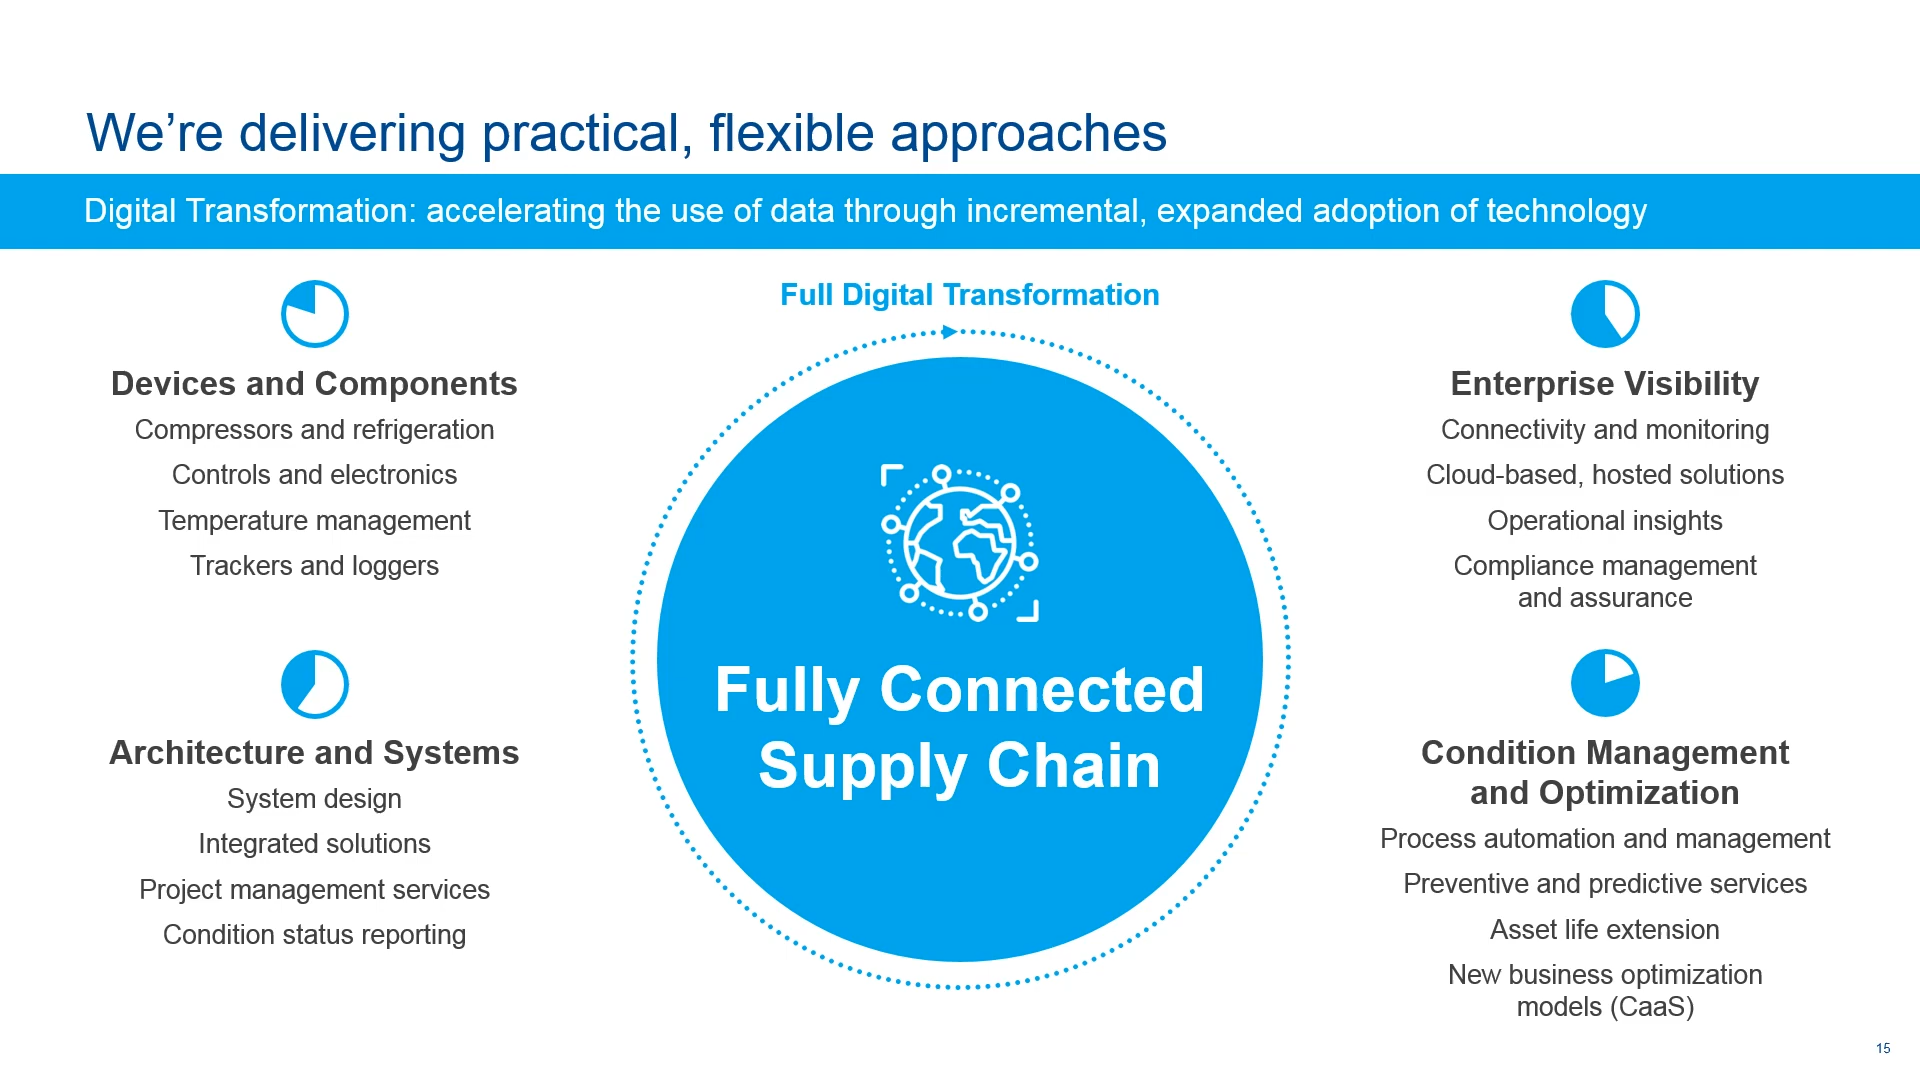 We’re delivering practical, flexible approaches
Digital Transformation: accelerating the use of data through incremental, expanded adoption of technology
Devices and Components
Compressors and refrigeration
Controls and electronics
Temperature management
Trackers and loggers
Architecture and Systems
System design
Integrated solutions
Project management services
Condition status reporting
Full Digital Transformation
Fully Connected
Supply Chain
Enterprise Visibility
Connectivity and monitoring
Cloud-based, hosted solutions
Operational insights
Compliance management
and assurance
Condition Management
and Optimization
Process automation and management
Preventive and predictive services
Asset life extension
New business optimization
models (CaaS)
15